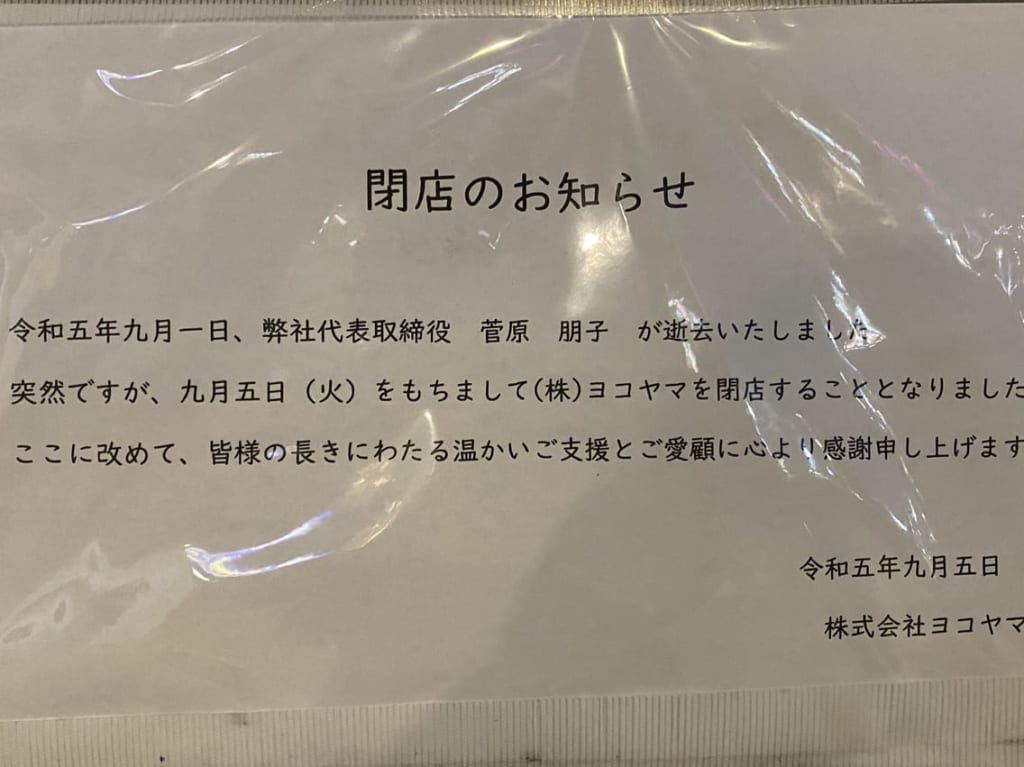 閉店のお知らせ
令和五年九月一日、弊社代表取締役 菅原 朋子 が逝去いたしました
突然ですが、九月五日（火）をもちまして(株)ヨコヤマを閉店することとなりました
ここに改めて、皆様の長きにわたる温かいご支援とご愛顧に心より感謝申し上げます
令和五年九月五日
株式会社ヨコヤマ